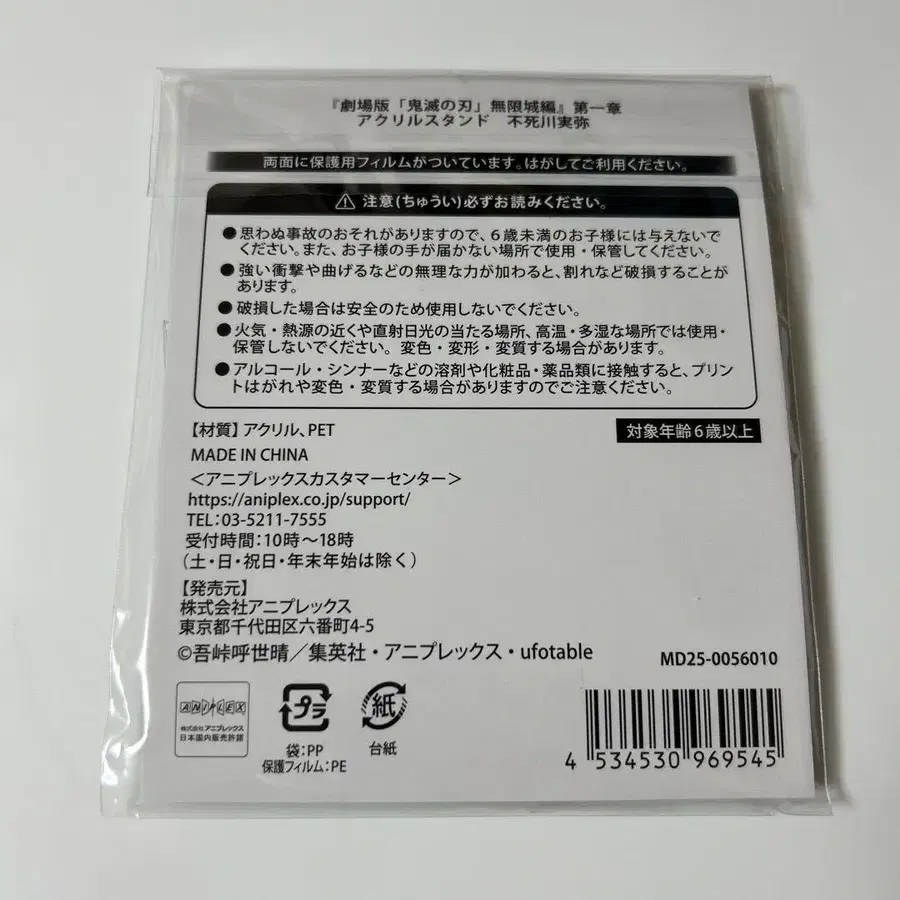 『劇場版「鬼滅の刃」無限城編』第一章
アクリルスタンド　不死川実弥
両面に保護用フィルムがついています。はがしてご利用ください。
⚠ 注意(ちゅうい)必ずお読みください。
●思わぬ事故のおそれがありますので、6歳未満のお子様には与えないで
ください。また、お子様の手が届かない場所で使用・保管してください。
●強い衝撃や曲げるなどの無理な力が加わると、割れなど破損することが
あります。
●破損した場合は安全のため使用しないでください。
●火気・熱源の近くや直射日光の当たる場所、高温・多湿な場所では使用・
保管しないでください。変色・変形・変質する場合があります。
●アルコール・シンナーなどの溶剤や化粧品・薬品類に接触すると、プリン
トはがれや変色・変質する場合がありますのでご注意ください。
【材質】アクリル、PET
対象年齢6歳以上
MADE IN CHINA
＜アニプレックスカスタマーセンター＞
https://aniplex.co.jp/support/
TEL:03-5211-7555
受付時間:10時～18時
(土・日・祝日・年末年始は除く)
【発売元】
株式会社アニプレックス
東京都千代田区六番町4-5
©吾峠呼世晴／集英社・アニプレックス・ufotable
MD25-0056010
ANIPLEX
株式会社アニプレックス
日本国内販売許諾
プラ
袋:PP
保護フィルム:PE
紙
台紙
4 534530 969545